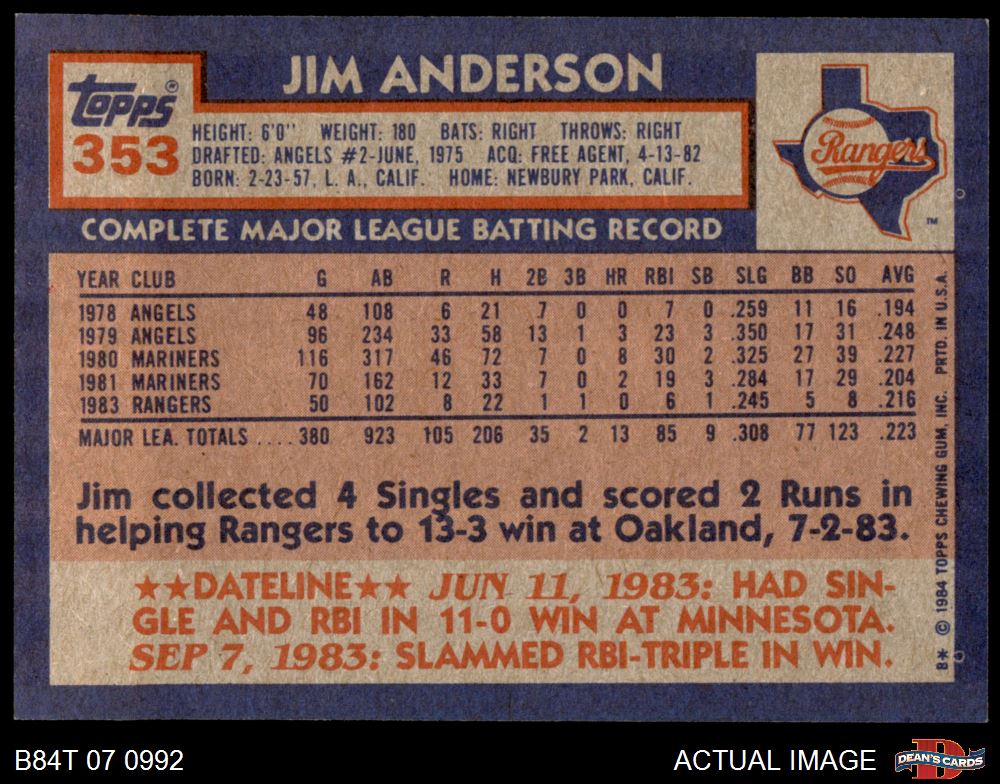 JIM ANDERSON
topps®
353
HEIGHT: 6'0" WEIGHT: 180 BATS: RIGHT THROWS: RIGHT
DRAFTED: ANGELS #2-JUNE, 1975 ACQ: FREE AGENT, 4-13-82
BORN: 2-23-57, L. A., CALIF. HOME: NEWBURY PARK, CALIF.
Rangers
TM
COMPLETE MAJOR LEAGUE BATTING RECORD
YEAR CLUB G AB R H 2B 3B HR RBI SB SLG BB SO AVG
1978 ANGELS 48 108 6 21 7 0 0 7 0 .259 11 16 .194
1979 ANGELS 96 234 33 58 13 1 3 23 3 .350 17 31 .248
1980 MARINERS 116 317 46 72 7 0 8 30 2 .325 27 39 .227
1981 MARINERS 70 162 12 33 7 0 2 19 3 .284 17 29 .204
1983 RANGERS 50 102 8 22 1 1 0 6 1 .245 5 8 .216
MAJOR LEA. TOTALS .... 380 923 105 206 35 2 13 85 9 .308 77 123 .223
Jim collected 4 Singles and scored 2 Runs in
helping Rangers to 13-3 win at Oakland, 7-2-83.
★★DATELINE★★ JUN 11, 1983: HAD SIN-
GLE AND RBI IN 11-0 WIN AT MINNESOTA.
SEP 7, 1983: SLAMMED RBI-TRIPLE IN WIN.
B* © 1984 TOPPS CHEWING GUM, INC. PRTD. IN U.S.A.
B84T 07 0992
ACTUAL IMAGE
DEAN'S CARDS